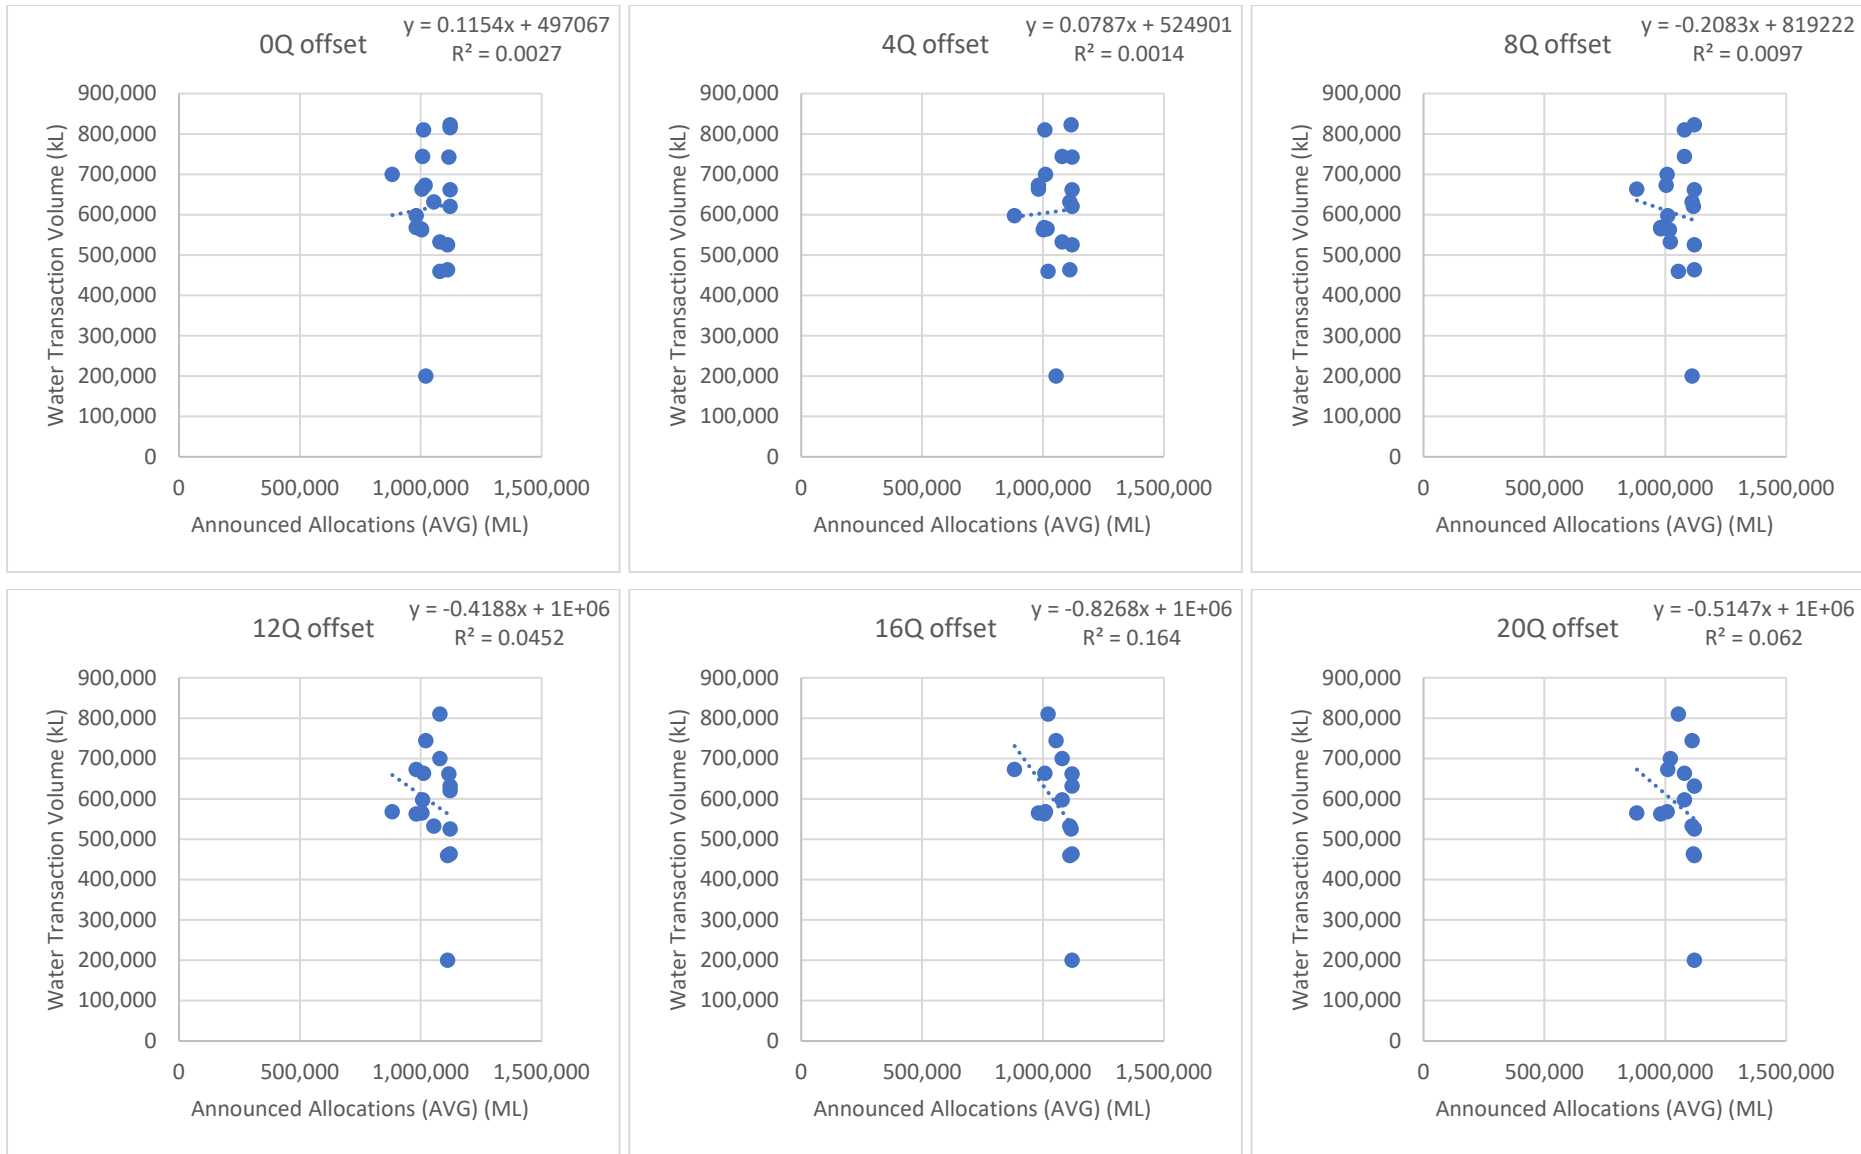 0Q offset
y = 0.1154x + 497067
R² = 0.0027
900,000
800,000
700,000
600,000
500,000
400,000
300,000
200,000
100,000
0
Water Transaction Volume (kL)
0 500,000 1,000,000 1,500,000
Announced Allocations (AVG) (ML)
4Q offset
y = 0.0787x + 524901
R² = 0.0014
900,000
800,000
700,000
600,000
500,000
400,000
300,000
200,000
100,000
0
Water Transaction Volume (kL)
0 500,000 1,000,000 1,500,000
Announced Allocations (AVG) (ML)
8Q offset
y = -0.2083x + 819222
R² = 0.0097
900,000
800,000
700,000
600,000
500,000
400,000
300,000
200,000
100,000
0
Water Transaction Volume (kL)
0 500,000 1,000,000 1,500,000
Announced Allocations (AVG) (ML)
12Q offset
y = -0.4188x + 1E+06
R² = 0.0452
900,000
800,000
700,000
600,000
500,000
400,000
300,000
200,000
100,000
0
Water Transaction Volume (kL)
0 500,000 1,000,000 1,500,000
Announced Allocations (AVG) (ML)
16Q offset
y = -0.8268x + 1E+06
R² = 0.164
900,000
800,000
700,000
600,000
500,000
400,000
300,000
200,000
100,000
0
Water Transaction Volume (kL)
0 500,000 1,000,000 1,500,000
Announced Allocations (AVG) (ML)
20Q offset
y = -0.5147x + 1E+06
R² = 0.062
900,000
800,000
700,000
600,000
500,000
400,000
300,000
200,000
100,000
0
Water Transaction Volume (kL)
0 500,000 1,000,000 1,500,000
Announced Allocations (AVG) (ML)